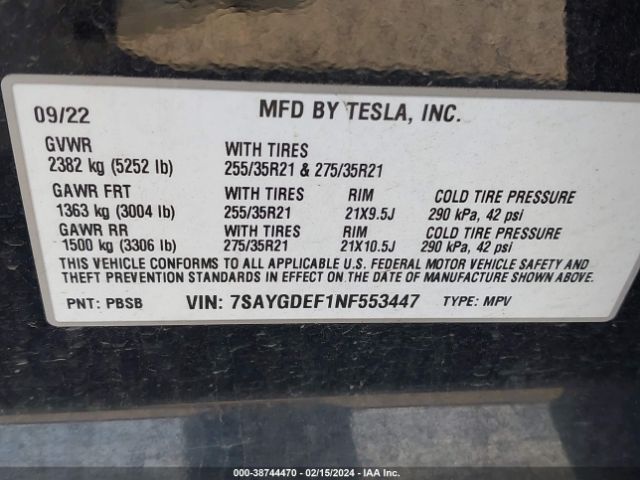 09/22 MFD BY TESLA, INC.
GVWR WITH TIRES
2382 kg (5252 lb) 255/35R21 & 275/35R21
GAWR FRT WITH TIRES RIM COLD TIRE PRESSURE
1363 kg (3004 lb) 255/35R21 21X9.5J 290 kPa, 42 psi
GAWR RR WITH TIRES RIM COLD TIRE PRESSURE
1500 kg (3306 lb) 275/35R21 21X10.5J 290 kPa, 42 psi
THIS VEHICLE CONFORMS TO ALL APPLICABLE U.S. FEDERAL MOTOR VEHICLE SAFETY AND
THEFT PREVENTION STANDARDS IN EFFECT ON THE DATE OF MANUFACTURE SHOWN ABOVE.
PNT: PBSB VIN: 7SAYGDEF1NF553447 TYPE: MPV
000-38744470 - 02/15/2024 - IAA Inc.